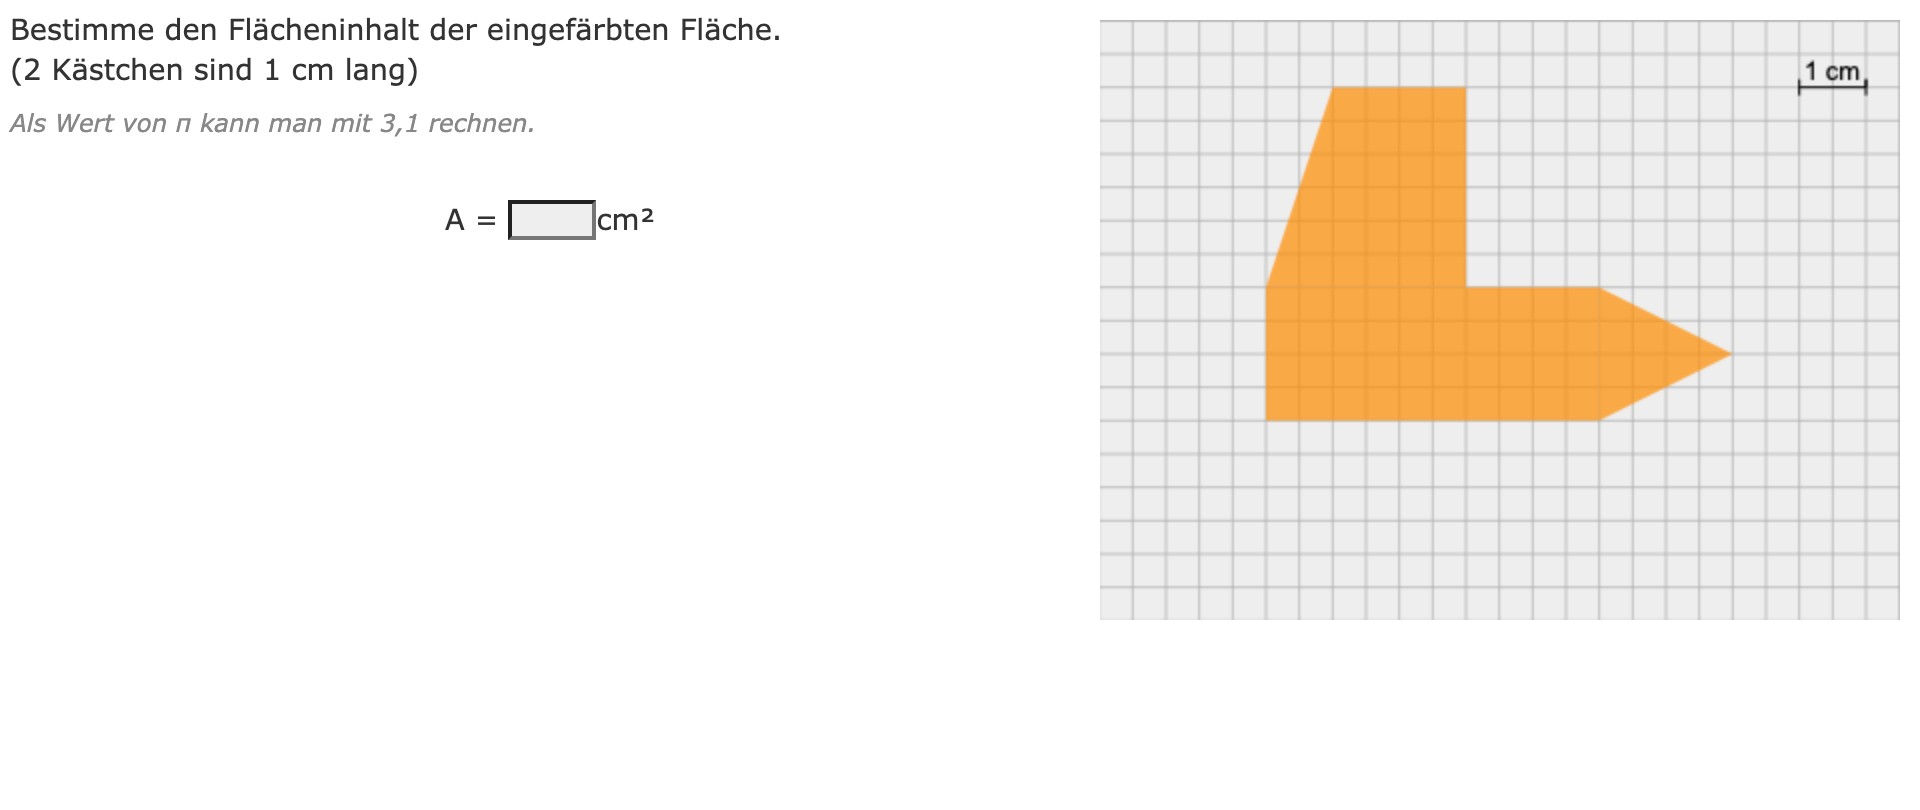 Bestimme den Flächeninhalt der eingefärbten Fläche.
(2 Kästchen sind 1 cm lang)
Als Wert von π kann man mit 3,1 rechnen.
A = cm²
1 cm